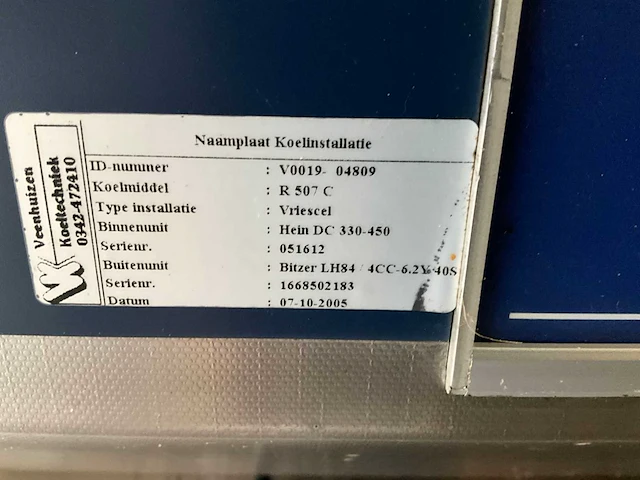 Veenhuizen
Koeltechniek
0342-472410
Naamplaat Koelinstallatie
ID-nummer : V0019- 04809
Koelmiddel : R 507 C
Type installatie : Vriescel
Binnenunit : Hein DC 330-450
Serienr. : 051612
Buitenunit : Bitzer LH84 / 4CC-6.2Y 40S
Serienr. : 1668502183
Datum : 07-10-2005